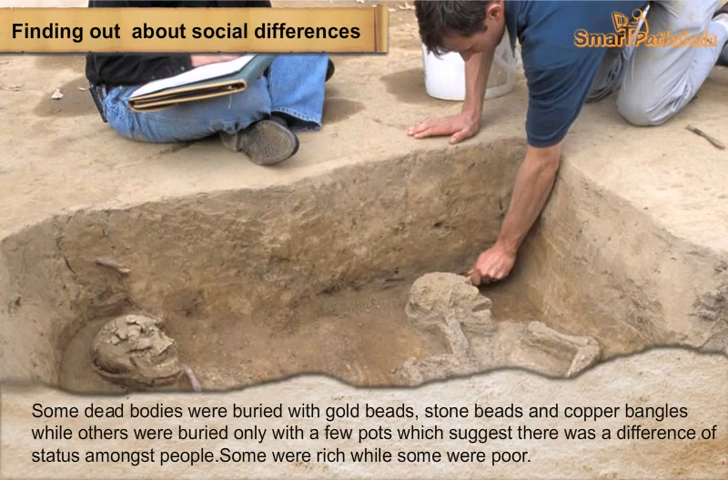 Finding out about social differences
Smart
Some dead bodies were buried with gold beads, stone beads and copper bangles
while others were buried only with a few pots which suggest there was a difference of
status amongst people.Some were rich while some were poor.